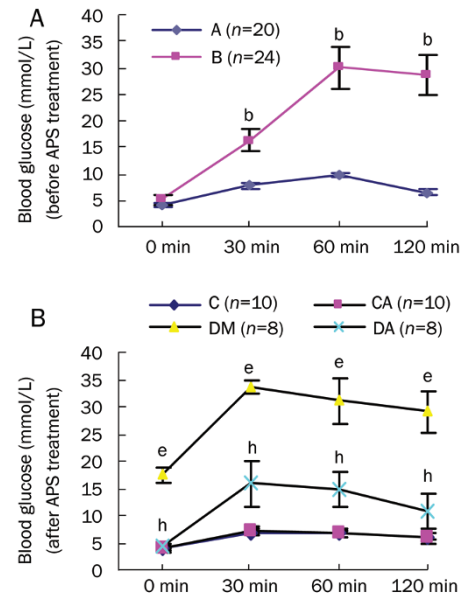 A
A (n=20)
B (n=24)
Blood glucose (mmol/L)
(before APS treatment)
40
35
30
25
20
15
10
5
0
b
b
b
0 min
30 min
60 min
120 min
B
C (n=10)
CA (n=10)
DM (n=8)
DA (n=8)
Blood glucose (mmol/L)
(after APS treatment)
40
35
30
25
20
15
10
5
0
e
e
e
e
h
h
h
h
0 min
30 min
60 min
120 min